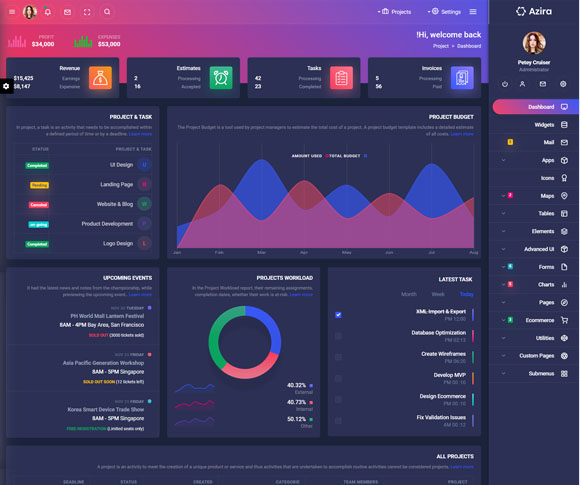 Projects
Settings
Azira
PROFIT
$34,000
EXPENSES
$53,000
!Hi, welcome back
Project • Dashboard
Petey Cruiser
Administrator
Revenue
$15,425 Earnings
$8,147 Expensive
Estimates
2 Processing
16 Accepted
Tasks
42 Processing
23 Completed
Invoices
5 Processing
56 Paid
Dashboard
Widgets
Mail
Apps
Icons
Maps
Tables
Elements
Advanced UI
Forms
Charts
Pages
Ecommerce
Utilities
Custom Pages
Submenus
PROJECT & TASK
In project, a task is an activity that needs to be accomplished within
a defined period of time or by a deadline. Learn more
STATUS PROJECT & TASK
Completed UI Design U
Pending Landing Page
Canceled Website & Blog W
on-going Product Development P
Completed Logo Design L
PROJECT BUDGET
The Project Budget is a tool used by project managers to estimate the total cost of a project. A project budget template includes a detailed estimate
of all costs. Learn more
AMOUNT USED TOTAL BUDGET
Jan Feb Mar Apr May Jun Jul Aug
UPCOMING EVENTS
It had the latest news and notes from the championship, while
previewing the upcoming event. Learn more
TUESDAY
PH World Mall Lantern Festival
8AM - 4PM Bay Area, San Francisco
SOLD OUT (3000 tickets sold)
FRIDAY
Asia Pacific Generation Workshop
8AM - 5PM Singapore
SOLD OUT SOON (12 tickets left)
FRIDAY
Korea Smart Device Trade Show
8AM - 5PM Singapore
FREE REGISTRATION (Limited seats only)
PROJECTS WORKLOAD
In the Project Workload report, their remaining assignments,
completion dates, whether their work is at risk. Learn more
40.32%
External
40.73%
Internal
50.12%
Other
LATEST TASK
Month Week Today
XML Import & Export
PM 12:00
Database Optimization
PM 02:13
Create Wireframes
PM 06:20
Develop MVP
PM 00:10
Design Ecommerce
PM 00:10
Fix Validation Issues
AM 00:12
ALL PROJECTS
A project is an activity to meet the creation of a unique product or service and thus activities that are undertaken to accomplish routine activities cannot be considered projects. Learn more
DEADLINE STATUS CREATED CATEGORIE TEAM MEMBERS PROJECT